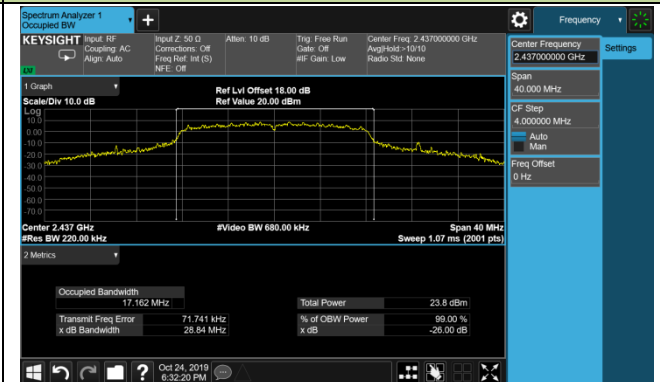 Spectrum Analyzer 1
Occupied BW
+
Frequency
KEYSIGHT
Input: RF
Coupling: AC
Align: Auto
Input Z: 50 Ω
Corrections: Off
Freq Ref: Int (S)
NFE: Off
Atten: 10 dB
Trig: Free Run
Gate: Off
#IF Gain: Low
Center Freq: 2.437000000 GHz
Avg|Hold:>10/10
Radio Std: None
LM
Center Frequency
2.437000000 GHz
Settings
Span
40.000 MHz
CF Step
4.000000 MHz
Auto
Man
Freq Offset
0 Hz
1 Graph
Scale/Div 10.0 dB
Ref Lvl Offset 18.00 dB
Ref Value 20.00 dBm
Log
10.0
0.00
-10.0
-20.0
-30.0
-40.0
-50.0
-60.0
-70.0
Center 2.437 GHz
#Res BW 220.00 kHz
#Video BW 680.00 kHz
Span 40 MHz
Sweep 1.07 ms (2001 pts)
2 Metrics
Occupied Bandwidth
17.162 MHz
Total Power 23.8 dBm
Transmit Freq Error 71.741 kHz
% of OBW Power 99.00 %
x dB Bandwidth 28.84 MHz
x dB -26.00 dB
?
Oct 24, 2019
6:32:20 PM